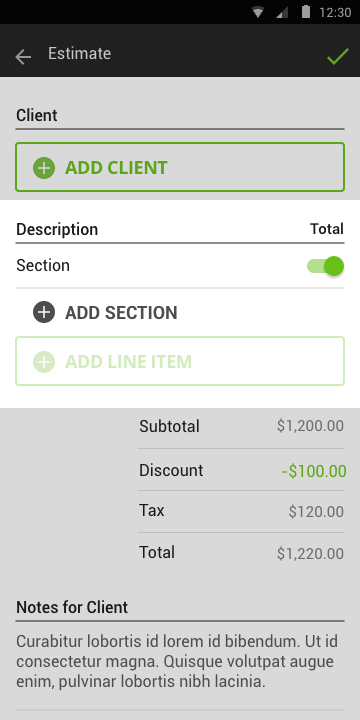 12:30
Estimate
Client
ADD CLIENT
Description Total
Section
ADD SECTION
ADD LINE ITEM
Subtotal $1,200.00
Discount -$100.00
Tax $120.00
Total $1,220.00
Notes for Client
Curabitur lobortis id lorem id bibendum. Ut id
consectetur magna. Quisque volutpat augue
enim, pulvinar lobortis nibh lacinia.